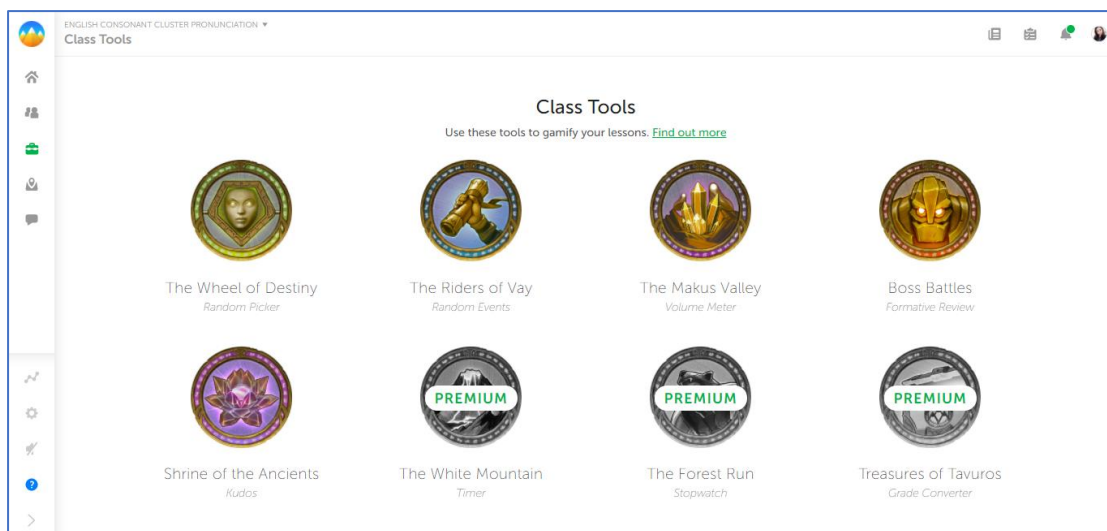 ENGLISH CONSONANT CLUSTER PRONUNCIATION
Class Tools
Class Tools
Use these tools to gamify your lessons. Find out more
The Wheel of Destiny
Random Picker
The Riders of Vay
Random Events
The Makus Valley
Volume Meter
Boss Battles
Formative Review
Shrine of the Ancients
Kudos
PREMIUM
The White Mountain
Timer
PREMIUM
The Forest Run
Stopwatch
PREMIUM
Treasures of Tavuros
Grade Converter